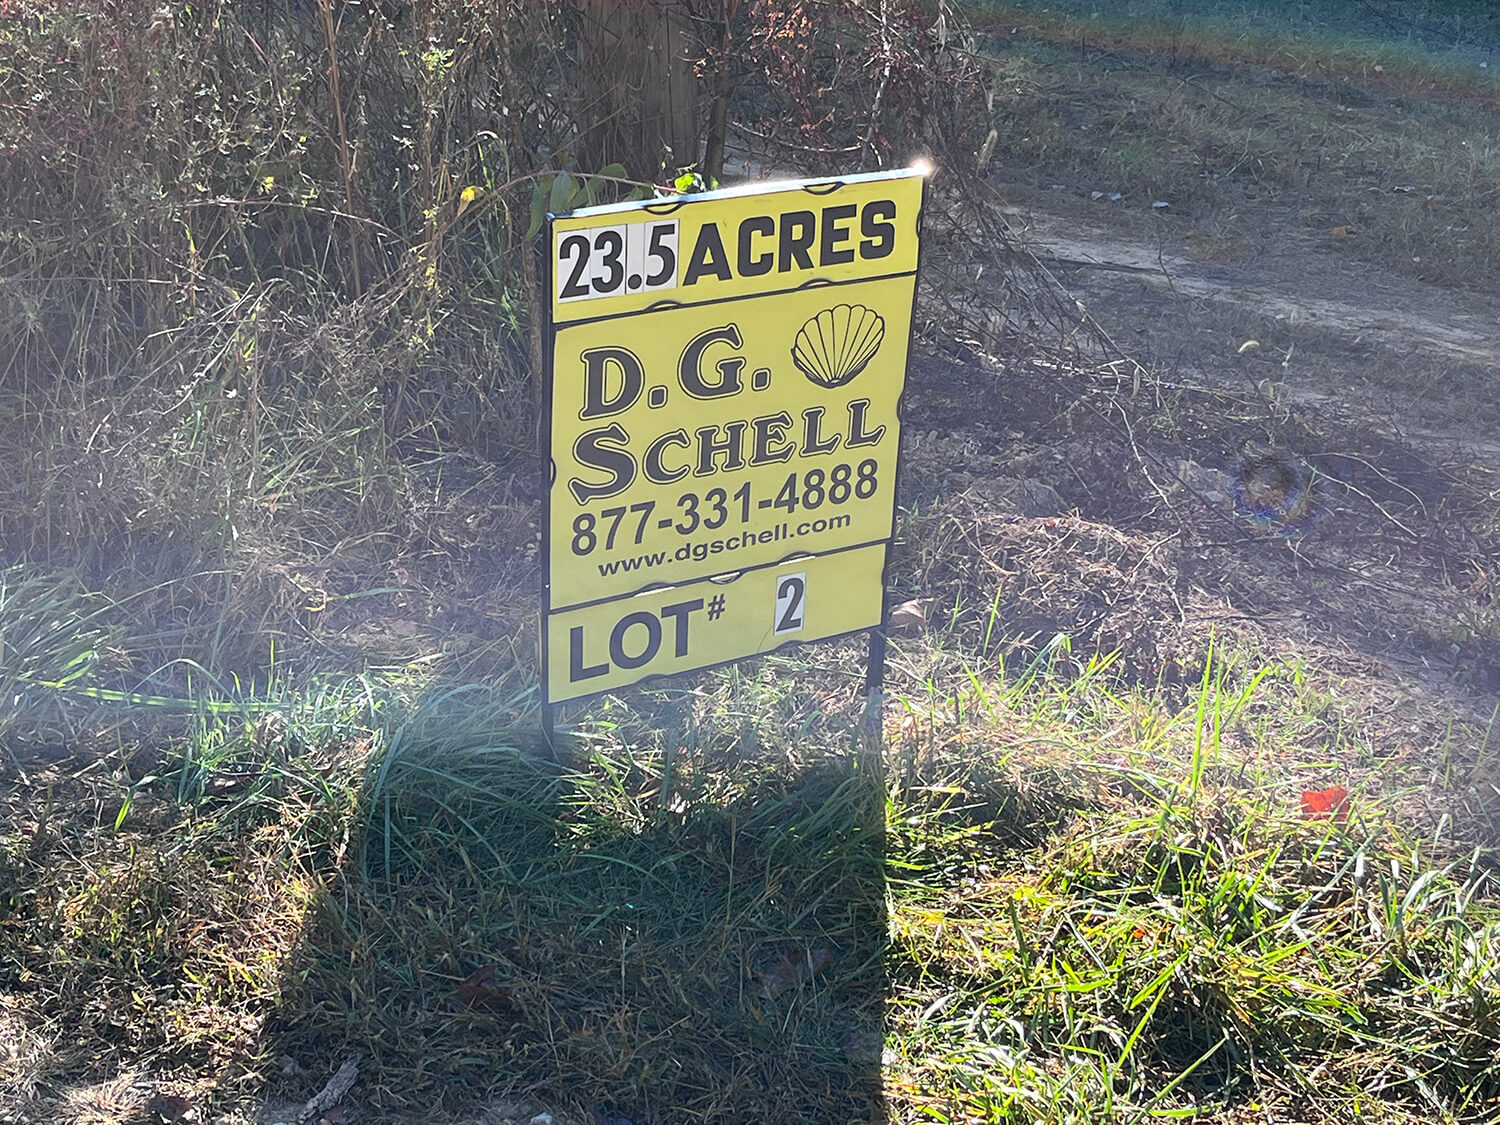 23.5 ACRES
D.G.
SCHELL
877-331-4888
www.dgschell.com
LOT# 2